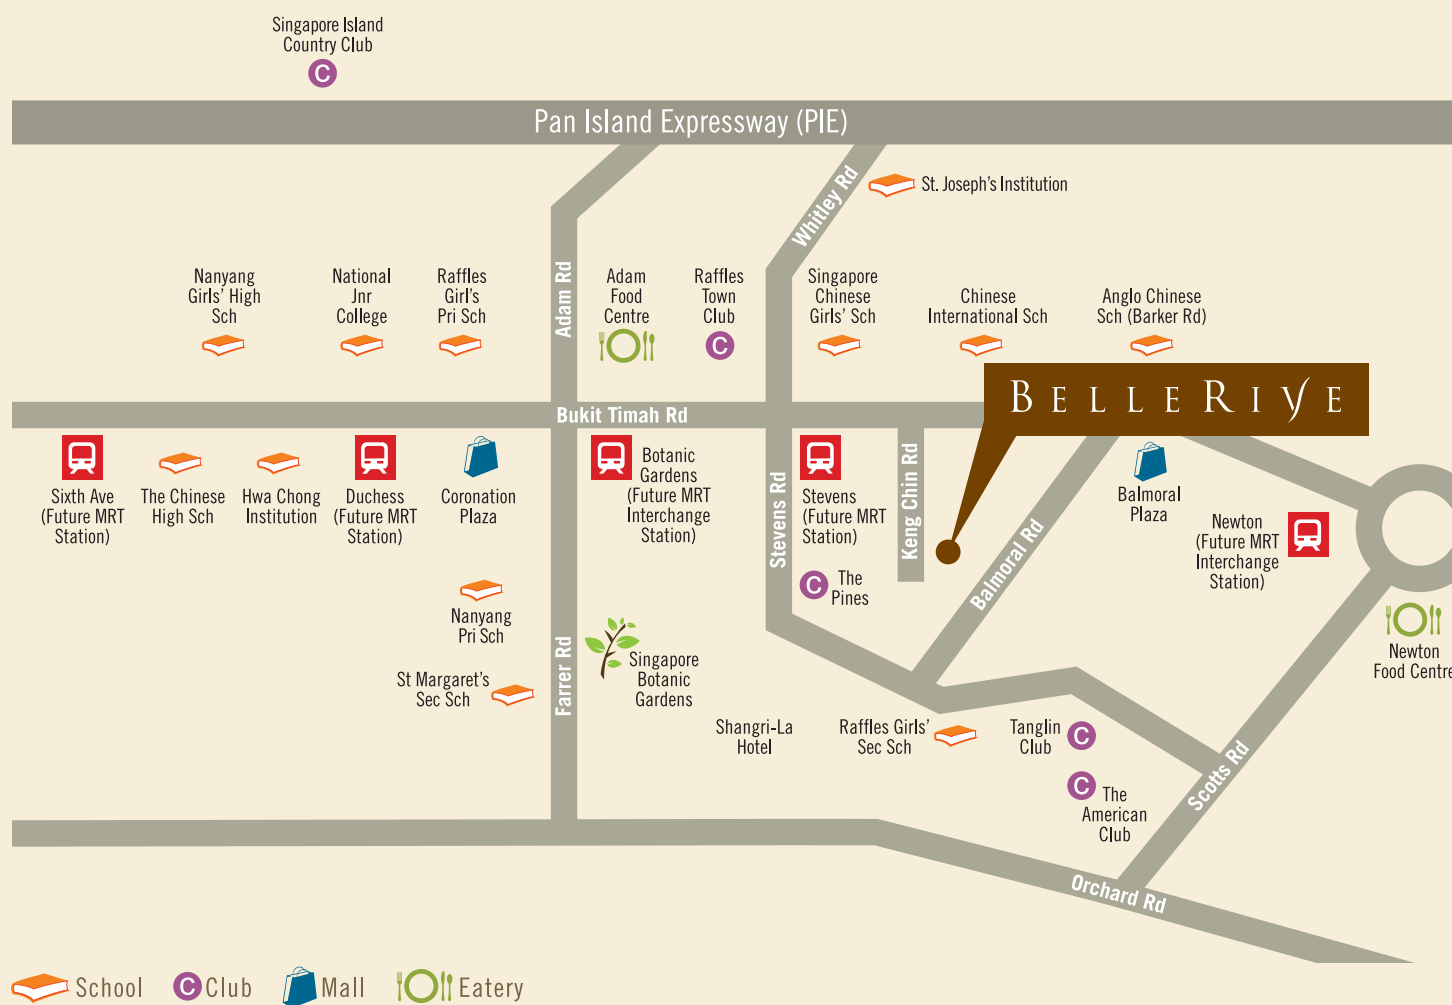 Singapore Island
Country Club
C
Pan Island Expressway (PIE)
Whitley Rd
St. Joseph's Institution
Nanyang
Girls' High
Sch
National
Jnr
College
Raffles
Girl's
Pri Sch
Adam Rd
Adam
Food
Centre
Raffles
Town
Club
C
Singapore
Chinese
Girls' Sch
Chinese
International Sch
Anglo Chinese
Sch (Barker Rd)
BELLERIVE
Bukit Timah Rd
Sixth Ave
(Future MRT
Station)
The Chinese
High Sch
Hwa Chong
Institution
Duchess
(Future MRT
Station)
Coronation
Plaza
Botanic
Gardens
(Future MRT
Interchange
Station)
Stevens Rd
Stevens
(Future MRT
Station)
Keng Chin Rd
Balmoral Rd
Balmoral
Plaza
Newton
(Future MRT
Interchange
Station)
C
The
Pines
Nanyang
Pri Sch
St Margaret's
Sec Sch
Farrer Rd
Singapore
Botanic
Gardens
Newton
Food Centre
Shangri-La
Hotel
Raffles Girls'
Sec Sch
Tanglin
Club
C
C
The
American
Club
Scotts Rd
Orchard Rd
School
C
Club
Mall
Eatery